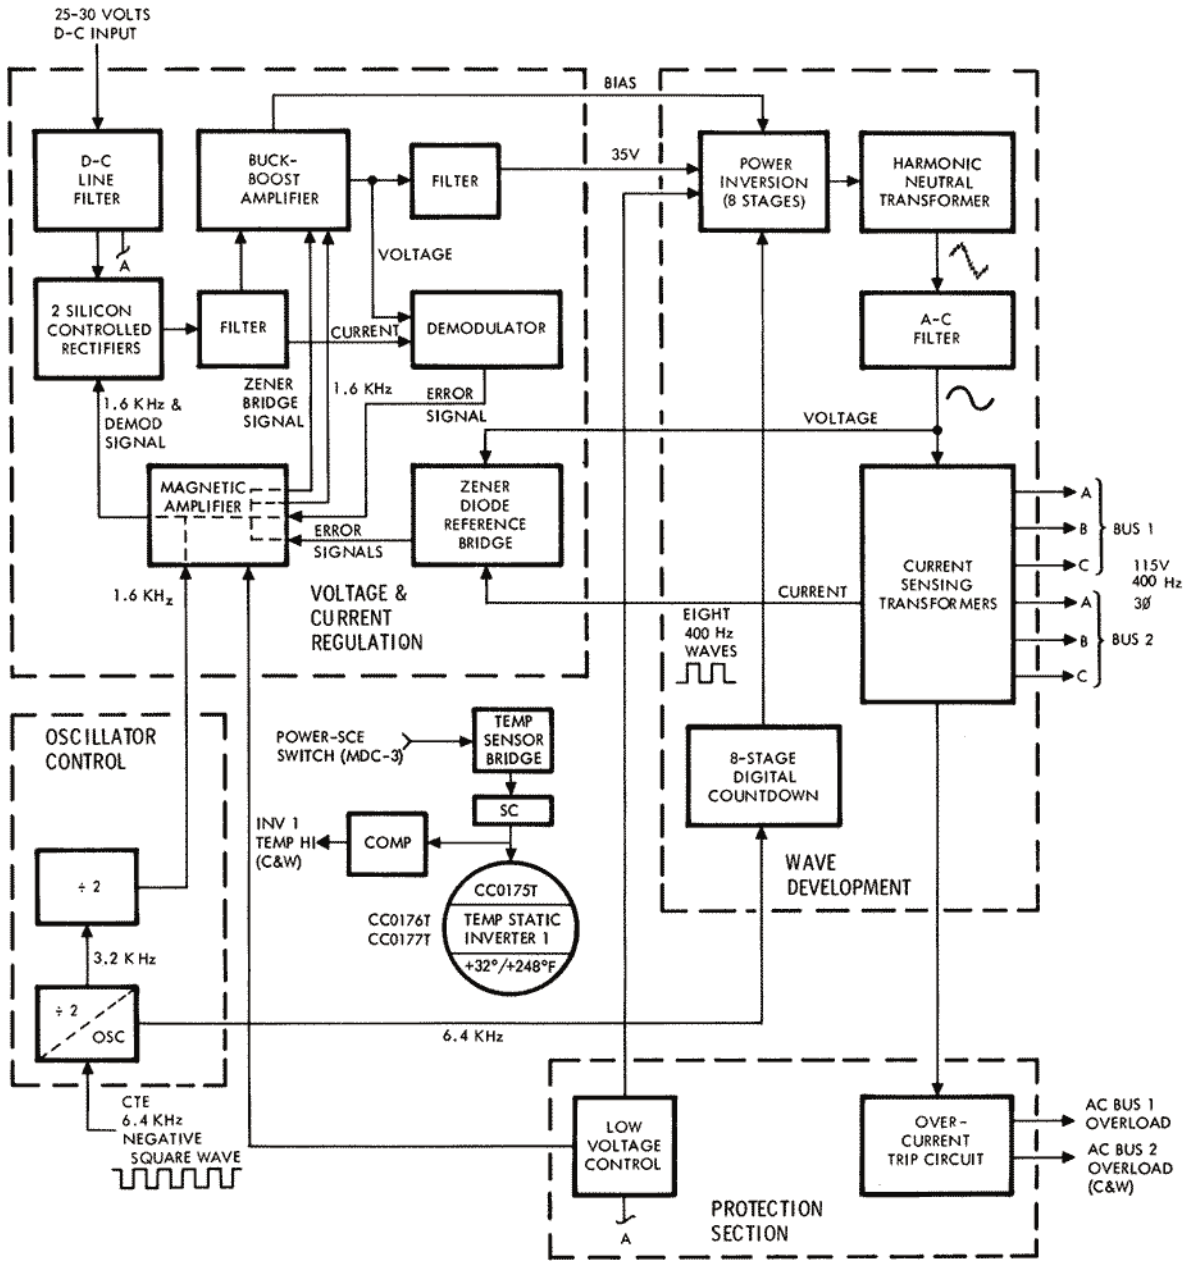 25-30 VOLTS
D-C INPUT
BIAS
D-C
LINE
FILTER
A
BUCK-
BOOST
AMPLIFIER
FILTER
35V
POWER
INVERSION
(8 STAGES)
HARMONIC
NEUTRAL
TRANSFORMER
VOLTAGE
2 SILICON
CONTROLLED
RECTIFIERS
FILTER
CURRENT
DEMODULATOR
A-C
FILTER
1.6 KHz &
DEMOD
SIGNAL
ZENER
BRIDGE
SIGNAL
1.6 KHz
ERROR
SIGNAL
VOLTAGE
MAGNETIC
AMPLIFIER
ERROR
SIGNALS
ZENER
DIODE
REFERENCE
BRIDGE
CURRENT
SENSING
TRANSFORMERS
A
B
C
BUS 1
A
B
C
BUS 2
115V
400 Hz
3Ø
1.6 KHz
VOLTAGE &
CURRENT
REGULATION
CURRENT
EIGHT
400 Hz
WAVES
OSCILLATOR
CONTROL
POWER-SCE
SWITCH (MDC-3)
TEMP
SENSOR
BRIDGE
SC
8-STAGE
DIGITAL
COUNTDOWN
INV 1
TEMP HI
(C&W)
COMP
WAVE
DEVELOPMENT
÷ 2
CC0175T
CC0176T
CC0177T
TEMP STATIC
INVERTER 1
+32°/+248°F
3.2 KHz
÷ 2
OSC
6.4 KHz
CTE
6.4 KHz
NEGATIVE
SQUARE WAVE
LOW
VOLTAGE
CONTROL
A
OVER-
CURRENT
TRIP CIRCUIT
AC BUS 1
OVERLOAD
AC BUS 2
OVERLOAD
(C&W)
PROTECTION
SECTION